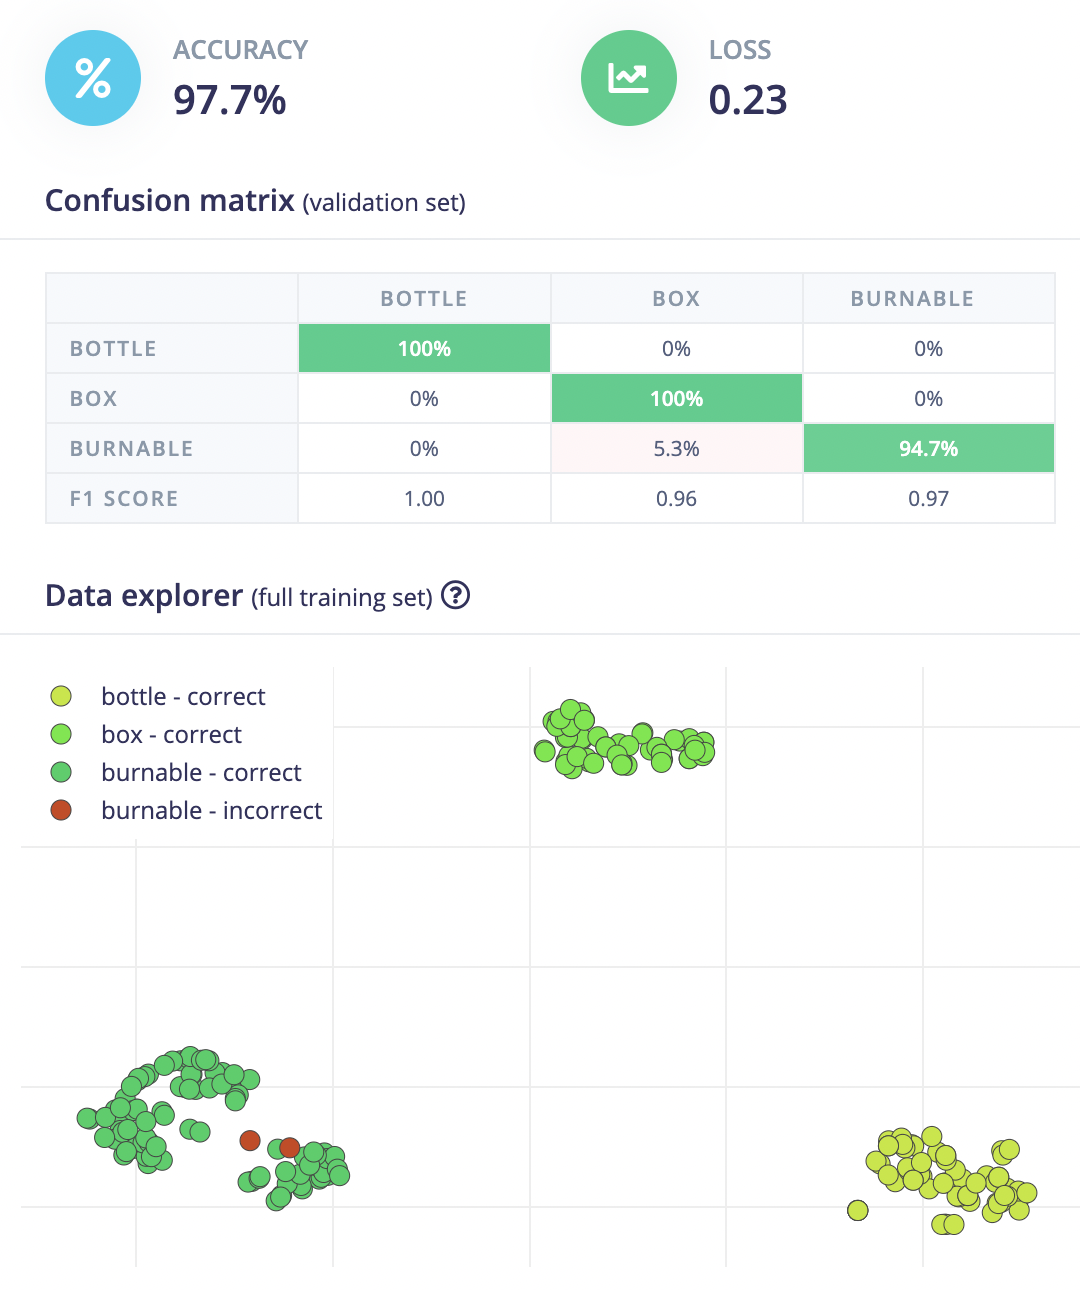 ACCURACY
97.7%
LOSS
0.23
Confusion matrix (validation set)
BOTTLE BOX BURNABLE
BOTTLE 100% 0% 0%
BOX 0% 100% 0%
BURNABLE 0% 5.3% 94.7%
F1 SCORE 1.00 0.96 0.97
Data explorer (full training set) ?
bottle - correct
box - correct
burnable - correct
burnable - incorrect